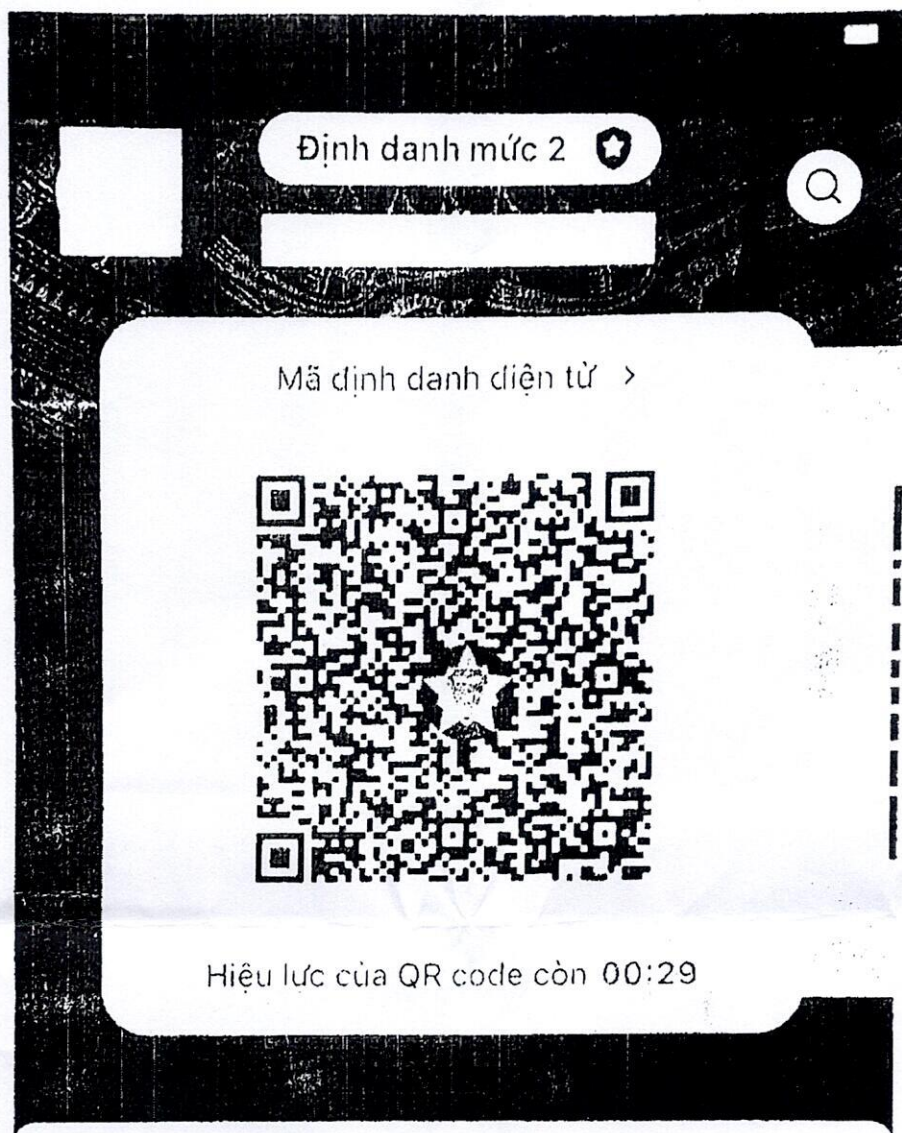 Định danh mức 2
Mã định danh điện tử >
Hiệu lực của QR code còn 00:29